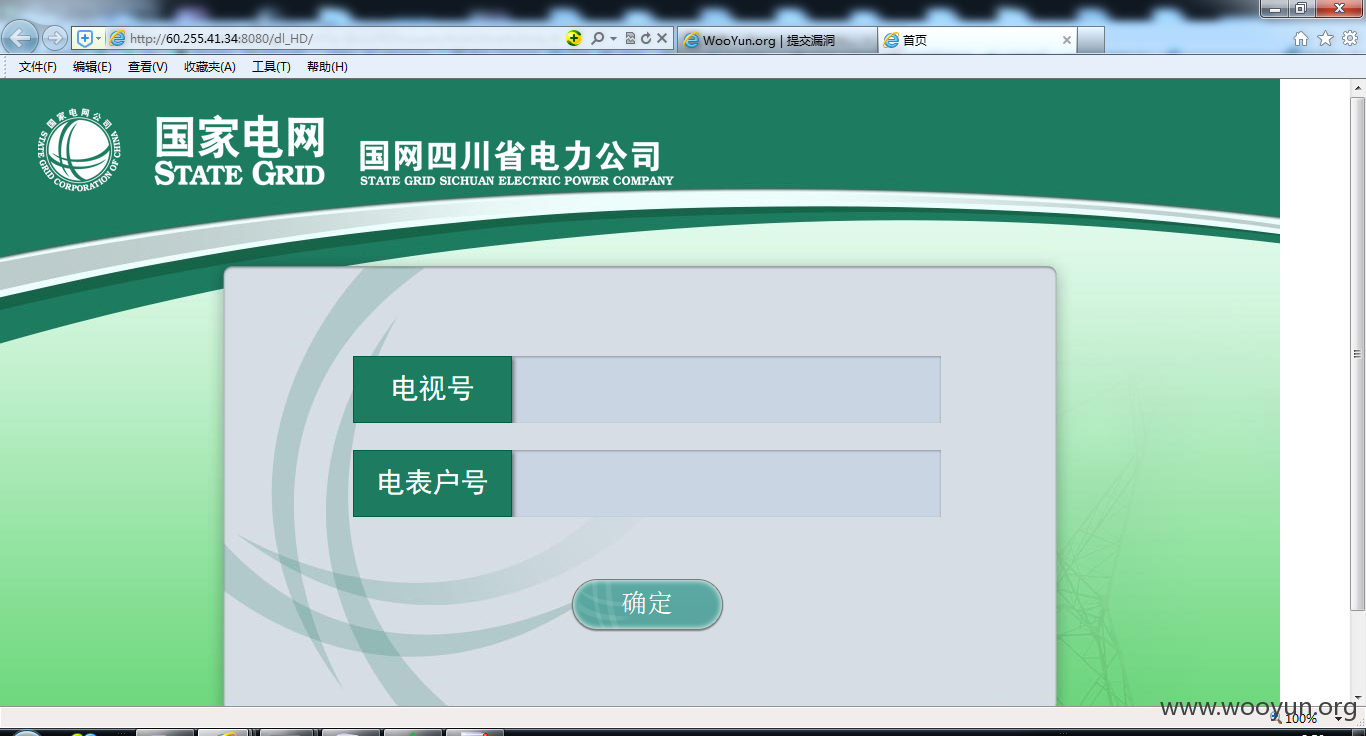 http://60.255.41.34:8080/dl_HD/
WooYun.org | 提交漏洞
首页
文件(F) 编辑(E) 查看(V) 收藏夹(A) 工具(T) 帮助(H)
国家电网公司
STATE GRID CORPORATION OF CHINA
国家电网
STATE GRID
国网四川省电力公司
STATE GRID SICHUAN ELECTRIC POWER COMPANY
电视号
电表户号
确定
www.wooyun.org
100%